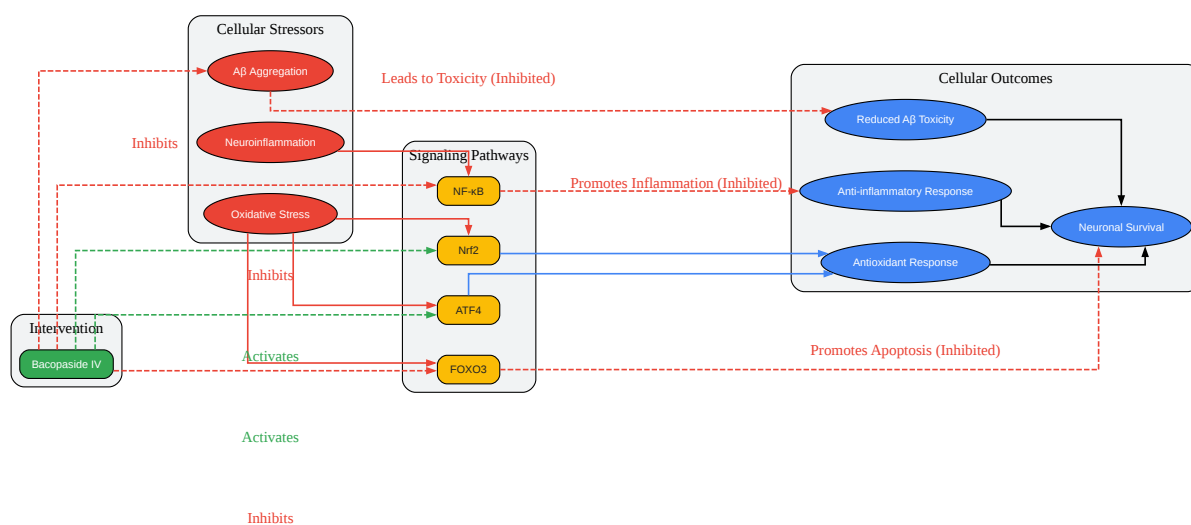 Cellular Stressors
Aβ Aggregation
Leads to Toxicity (Inhibited)
Cellular Outcomes
Reduced Aβ Toxicity
Inhibits
Neuroinflammation
Signaling Pathways
NF-κB
Promotes Inflammation (Inhibited)
Anti-inflammatory Response
Oxidative Stress
Neuronal Survival
Nrf2
Antioxidant Response
Inhibits
ATF4
Intervention
Bacopaside IV
Activates
FOXO3
Promotes Apoptosis (Inhibited)
Activates
Inhibits